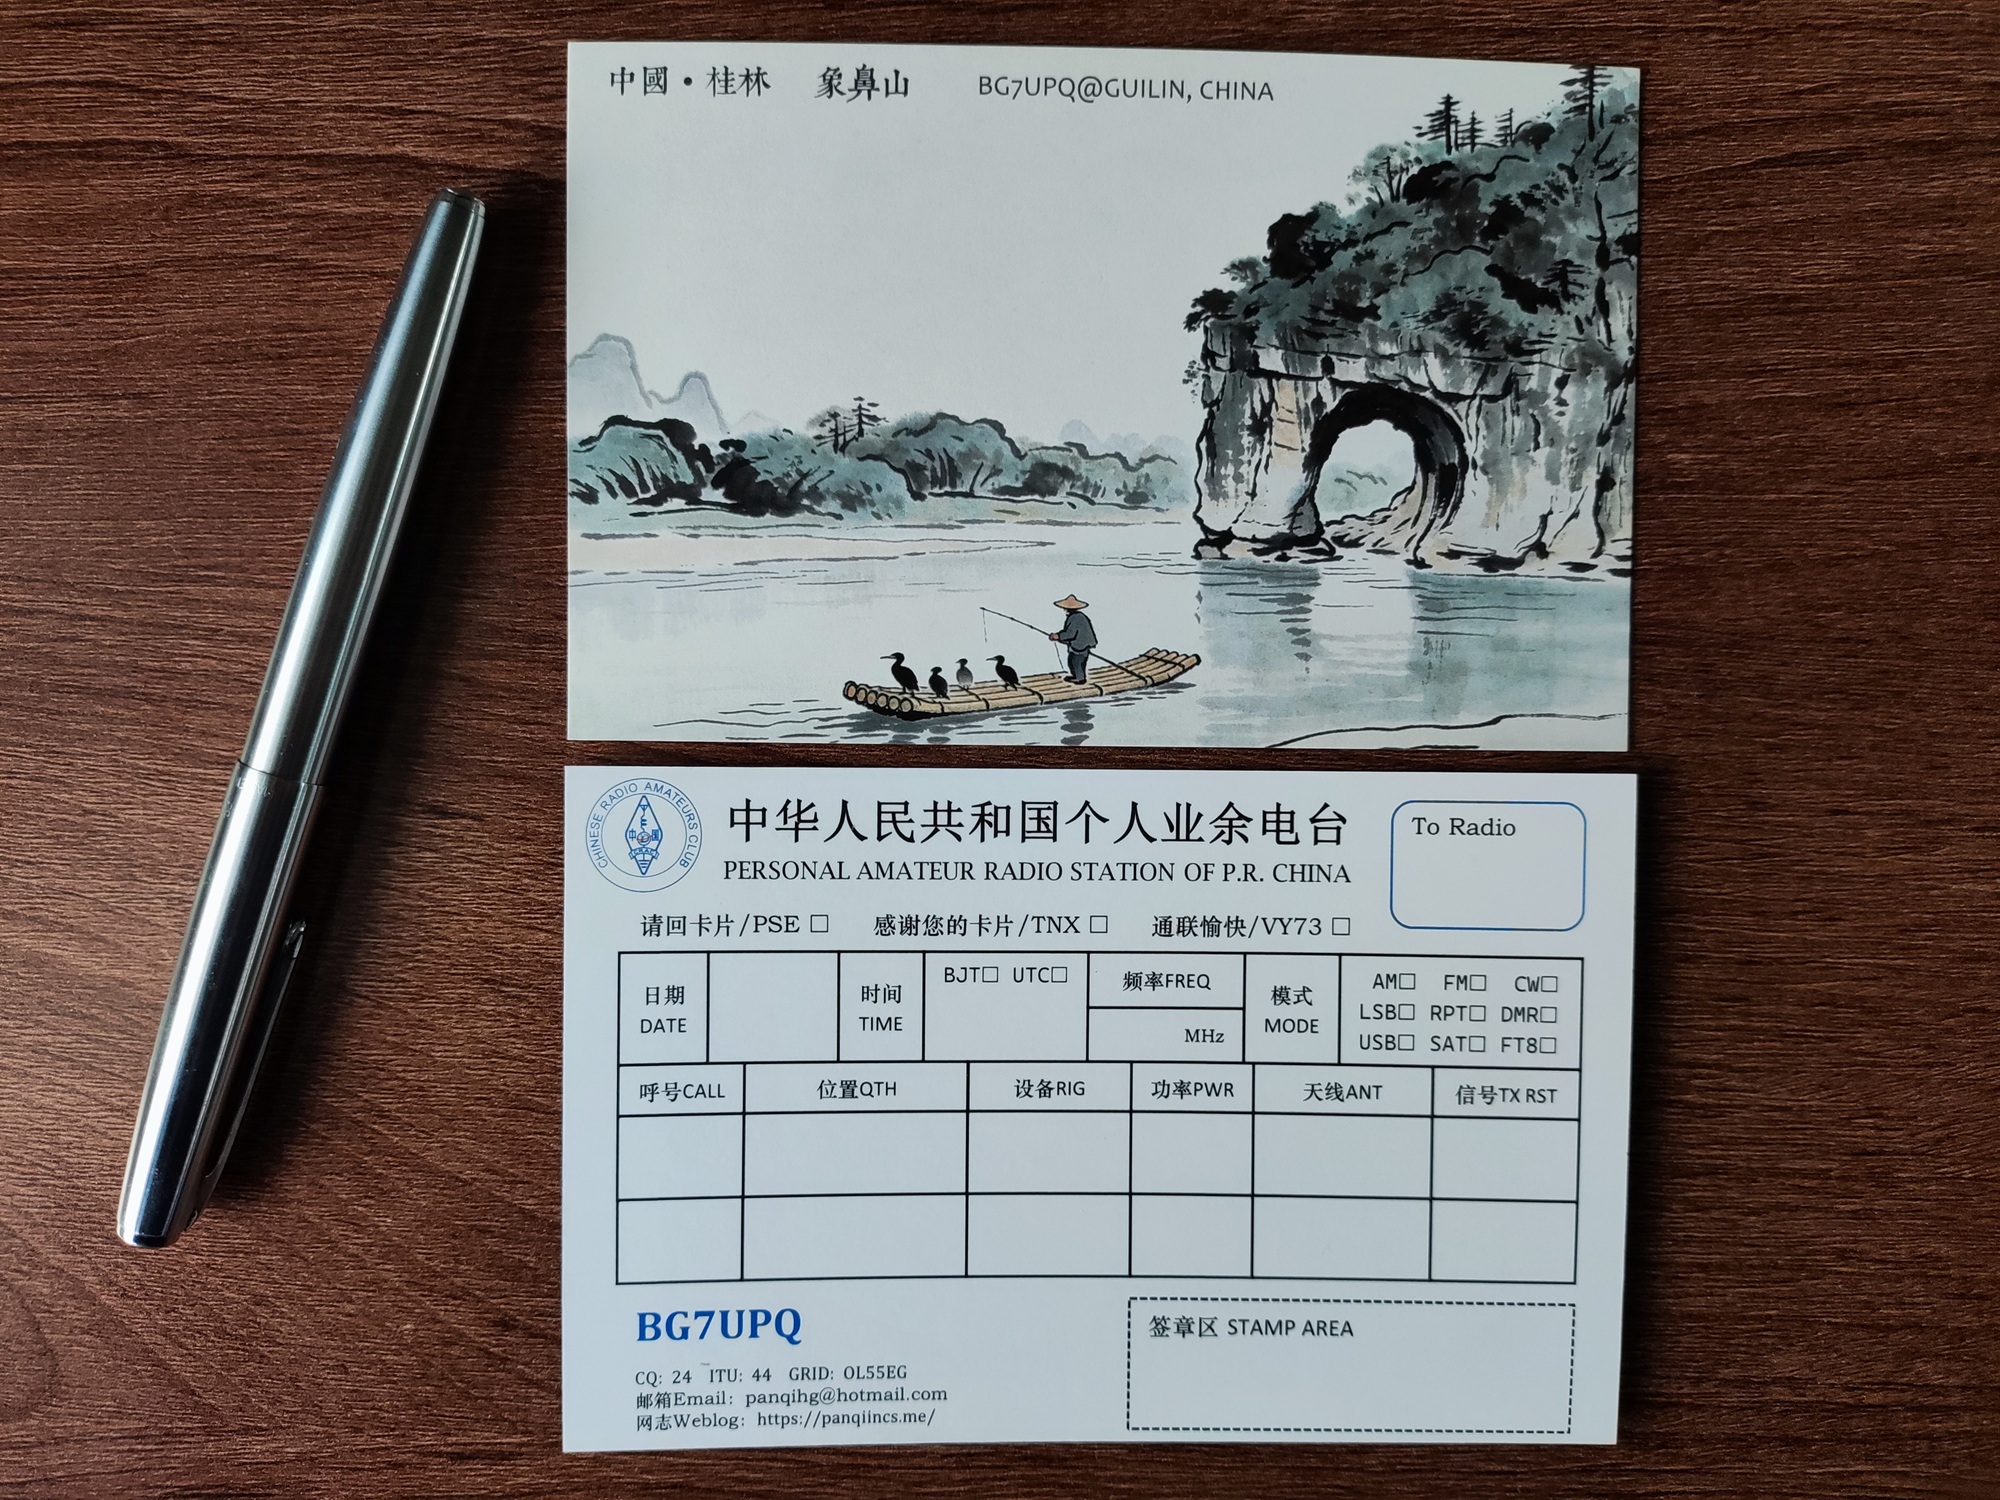 中國·桂林 象鼻山 BG7UPQ@GUILIN, CHINA
CHINESE RADIO AMATEURS CLUB
中 国
CRAC
中华人民共和国个人业余电台
PERSONAL AMATEUR RADIO STATION OF P.R. CHINA
To Radio
请回卡片/PSE □ 感谢您的卡片/TNX □ 通联愉快/VY73 □
日期
DATE
时间
TIME
BJT□ UTC□
频率FREQ
MHz
模式
MODE
AM□ FM□ CW□
LSB□ RPT□ DMR□
USB□ SAT□ FT8□
呼号CALL 位置QTH 设备RIG 功率PWR 天线ANT 信号TX RST
BG7UPQ
CQ: 24 ITU: 44 GRID: OL55EG
邮箱Email: panqihg@hotmail.com
网志Weblog: https://panqiincs.me/
签章区 STAMP AREA